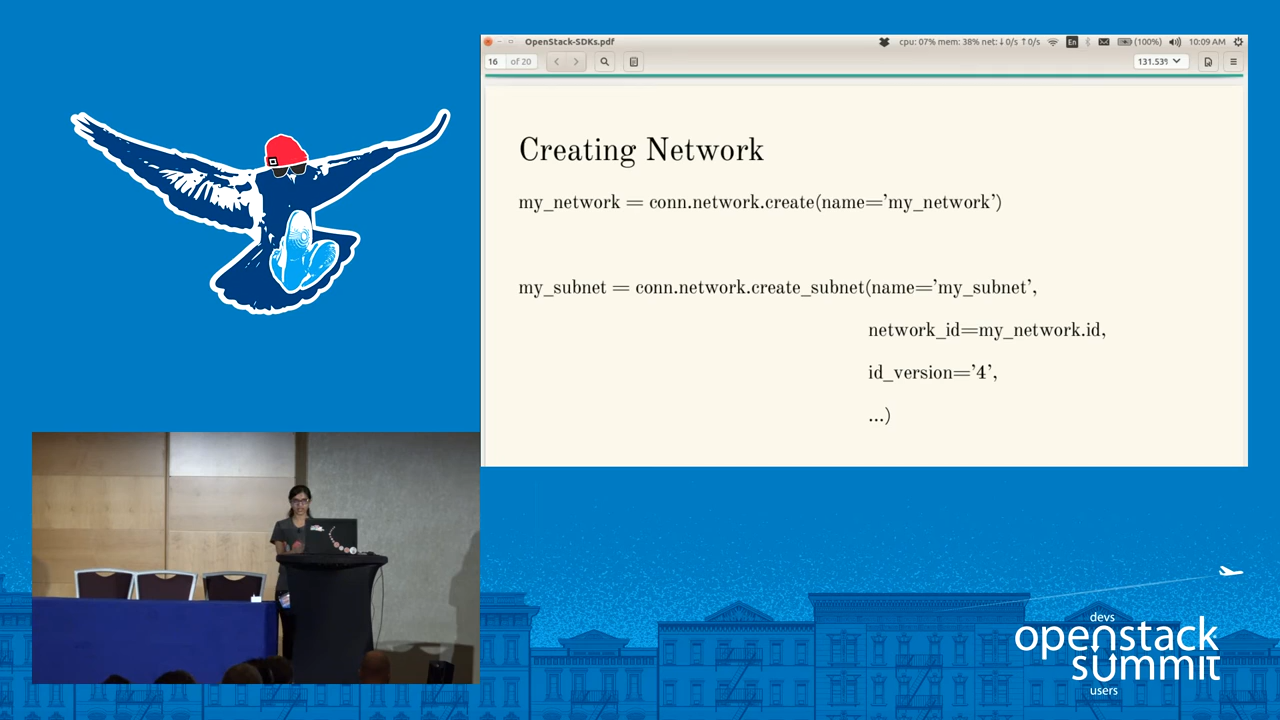 OpenStack-SDKs.pdf
cpu: 07% mem: 38% net:↓0/s ↑0/s En (100%) 10:09 AM
16 of 20 131.53%
Creating Network
my_network = conn.network.create(name='my_network')
my_subnet = conn.network.create_subnet(name='my_subnet',
network_id=my_network.id,
id_version='4',
...)
devs
openstack
summit
users